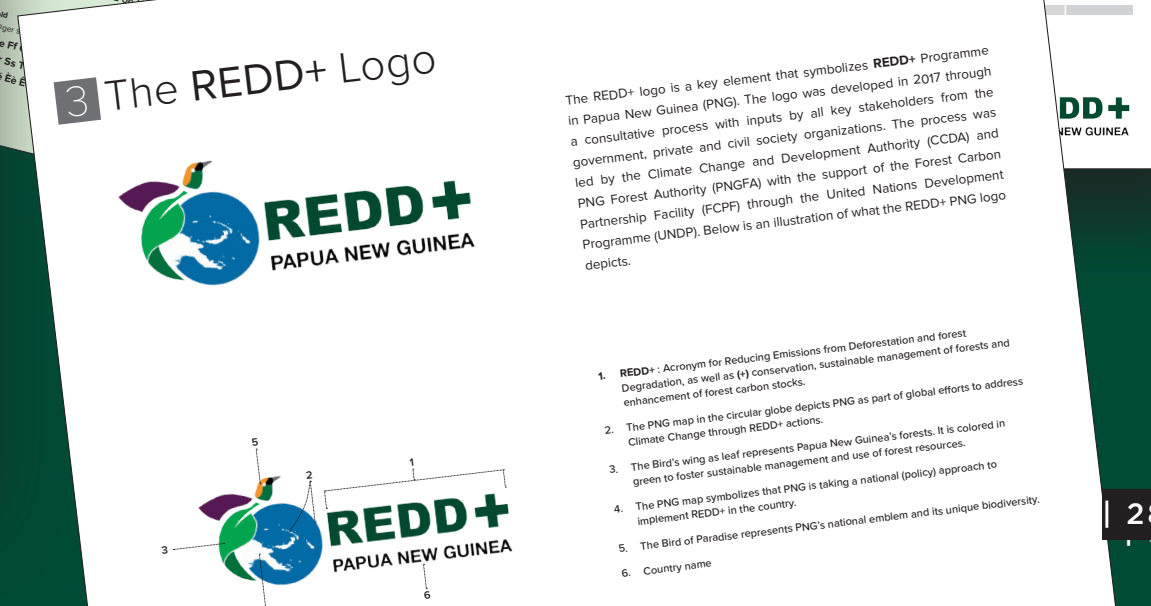 3 The REDD+ Logo
REDD+
PAPUA NEW GUINEA
The REDD+ logo is a key element that symbolizes REDD+ Programme
in Papua New Guinea (PNG). The logo was developed in 2017 through
a consultative process with inputs by all key stakeholders from the
government, private and civil society organizations. The process was
led by the Climate Change and Development Authority (CCDA) and
PNG Forest Authority (PNGFA) with the support of the Forest Carbon
Partnership Facility (FCPF) through the United Nations Development
Programme (UNDP). Below is an illustration of what the REDD+ PNG logo
depicts.
5
2
1
3
REDD+
PAPUA NEW GUINEA
6
1. REDD+ : Acronym for Reducing Emissions from Deforestation and forest
Degradation, as well as (+) conservation, sustainable management of forests and
enhancement of forest carbon stocks.
2. The PNG map in the circular globe depicts PNG as part of global efforts to address
Climate Change through REDD+ actions.
3. The Bird's wing as leaf represents Papua New Guinea's forests. It is colored in
green to foster sustainable management and use of forest resources.
4. The PNG map symbolizes that PNG is taking a national (policy) approach to
implement REDD+ in the country.
5. The Bird of Paradise represents PNG's national emblem and its unique biodiversity.
6. Country name
DD+
NEW GUINEA